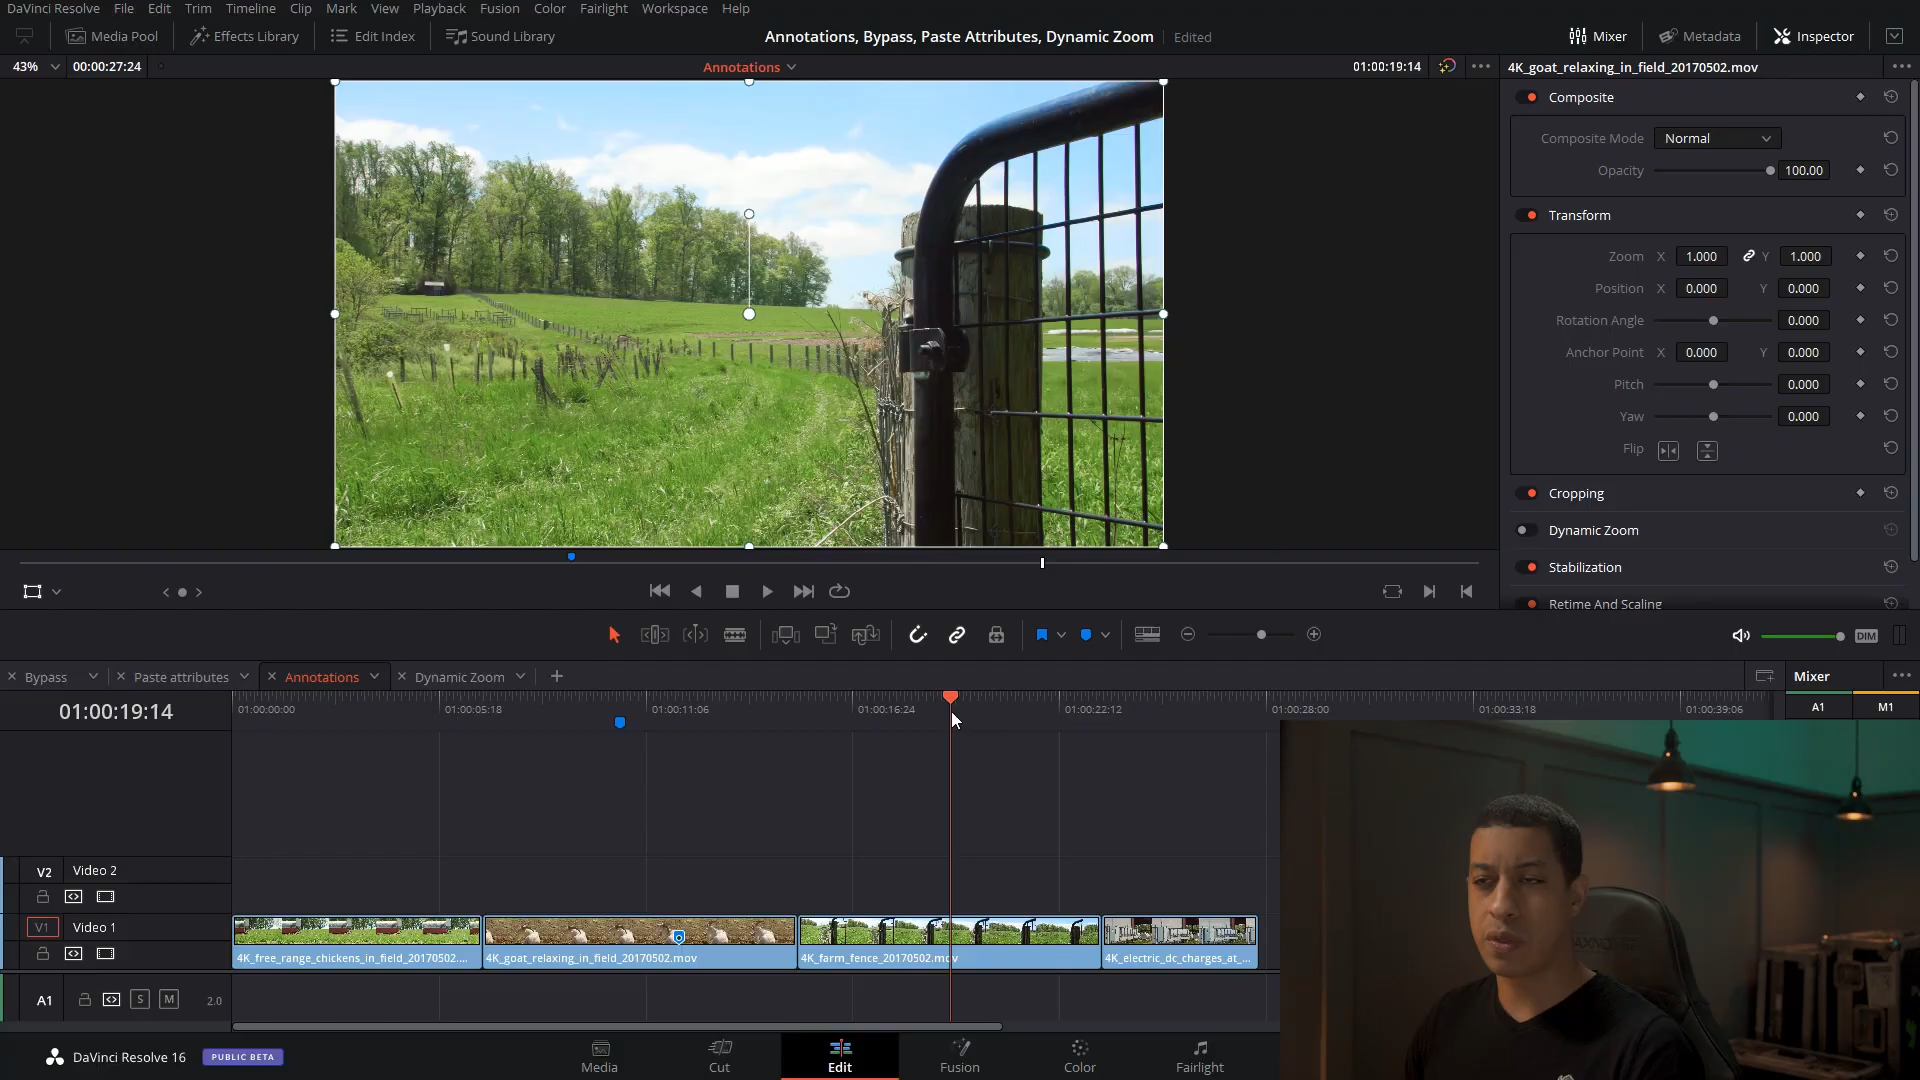 DaVinci Resolve File Edit Trim Timeline Clip Mark View Playback Fusion Color Fairlight Workspace Help
Media Pool Effects Library Edit Index Sound Library Annotations, Bypass, Paste Attributes, Dynamic Zoom Edited Mixer Metadata Inspector
43% 00:00:27:24 Annotations 01:00:19:14 4K_goat_relaxing_in_field_20170502.mov
Composite
Composite Mode Normal
Opacity 100.00
Transform
Zoom X 1.000 Y 1.000
Position X 0.000 Y 0.000
Rotation Angle 0.000
Anchor Point X 0.000 Y 0.000
Pitch 0.000
Yaw 0.000
Flip
Cropping
Dynamic Zoom
Stabilization
Retime And Scaling
DIM
Bypass Paste attributes Annotations Dynamic Zoom Mixer
01:00:19:14 01:00:00:00 01:00:05:18 01:00:11:06 01:00:16:24 01:00:22:12 01:00:28:00 01:00:33:18 01:00:39:06 A1 M1
V2 Video 2
V1 Video 1
4K_free_range_chickens_in_field_20170502.... 4K_goat_relaxing_in_field_20170502.mov 4K_farm_fence_20170502.mov 4K_electric_dc_charges_at_...
A1 S M 2.0
DaVinci Resolve 16 PUBLIC BETA Media Cut Edit Fusion Color Fairlight